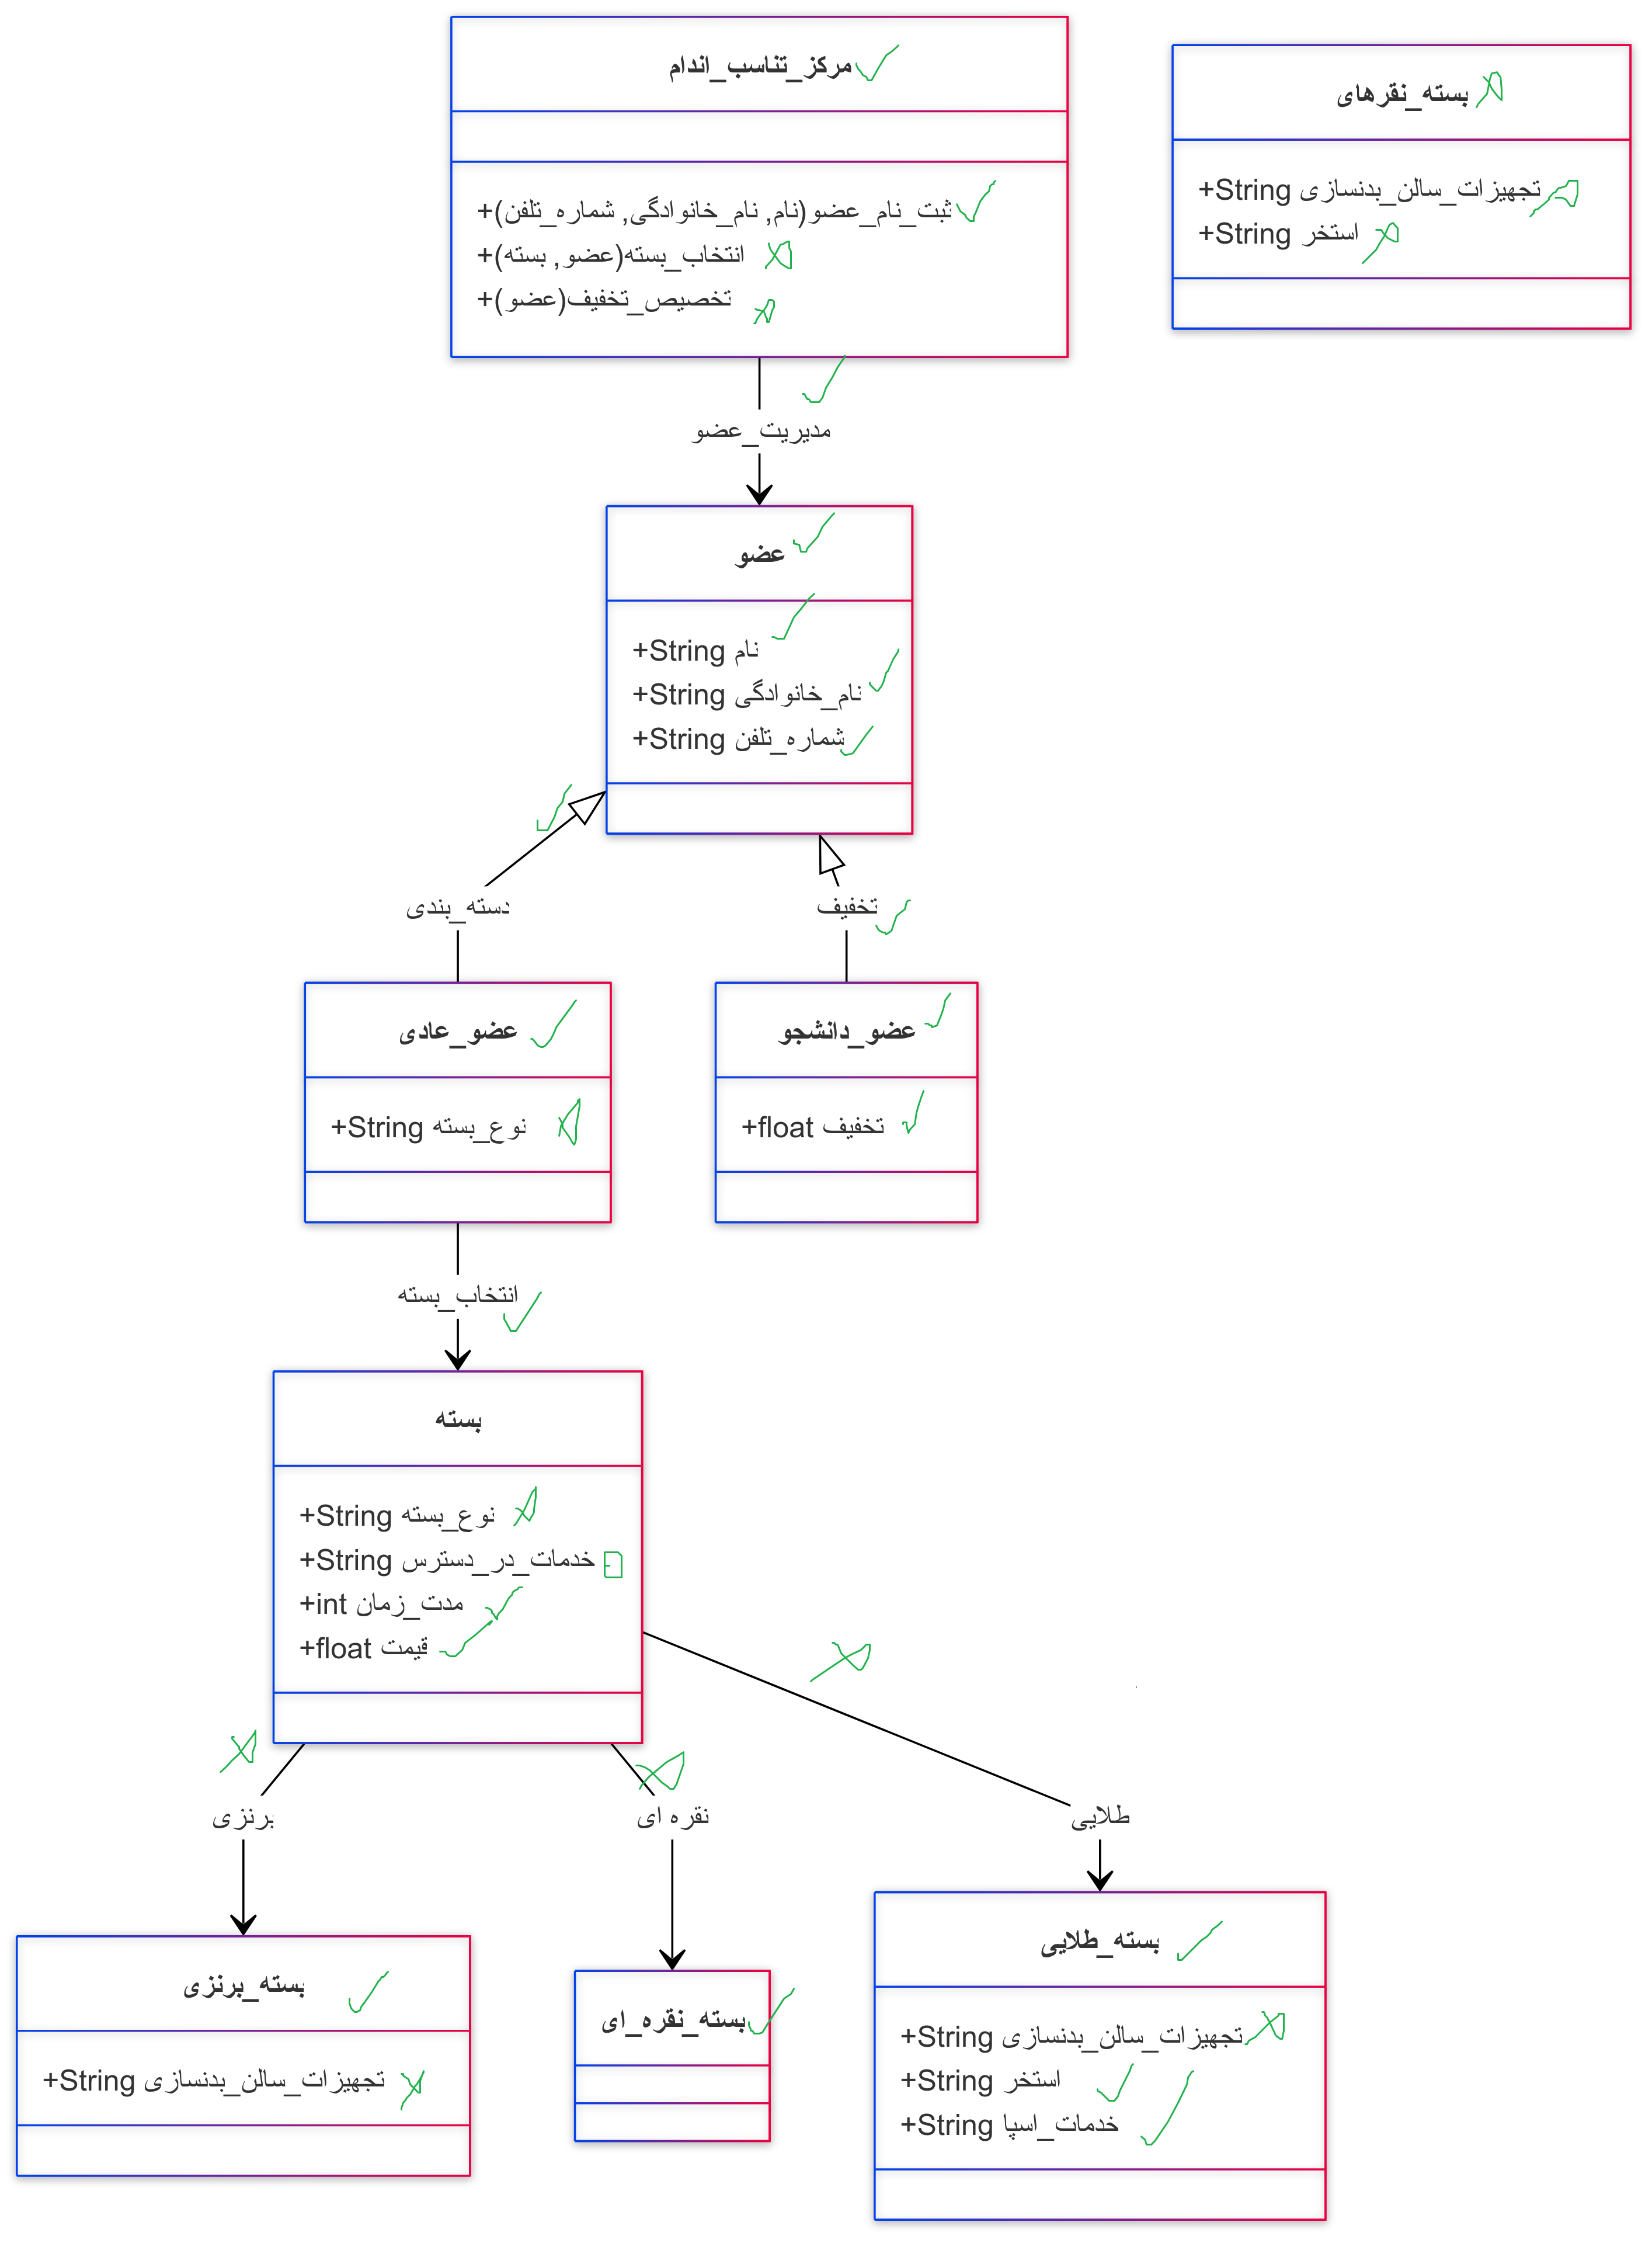 مرکز_تناسب_اندام
+ثبت_نام_عضو(نام, نام_خانوادگی, شماره_تلفن)
+انتخاب_بسته(عضو, بسته)
+تخصیص_تخفیف(عضو)
بسته_نقرهای
+String تجهیزات_سالن_بدنسازی
+String استخر
مدیریت_عضو
عضو
+String نام
+String نام_خانوادگی
+String شماره_تلفن
دسته_بندی
تخفیف
عضو_عادی
+String نوع_بسته
عضو_دانشجو
+float تخفیف
انتخاب_بسته
بسته
+String نوع_بسته
+String خدمات_در_دسترس
+int مدت_زمان
+float قیمت
برنزی
نقره ای
طلایی
بسته_برنزی
+String تجهیزات_سالن_بدنسازی
بسته_نقره_ای
بسته_طلایی
+String تجهیزات_سالن_بدنسازی
+String استخر
+String خدمات_اسپا